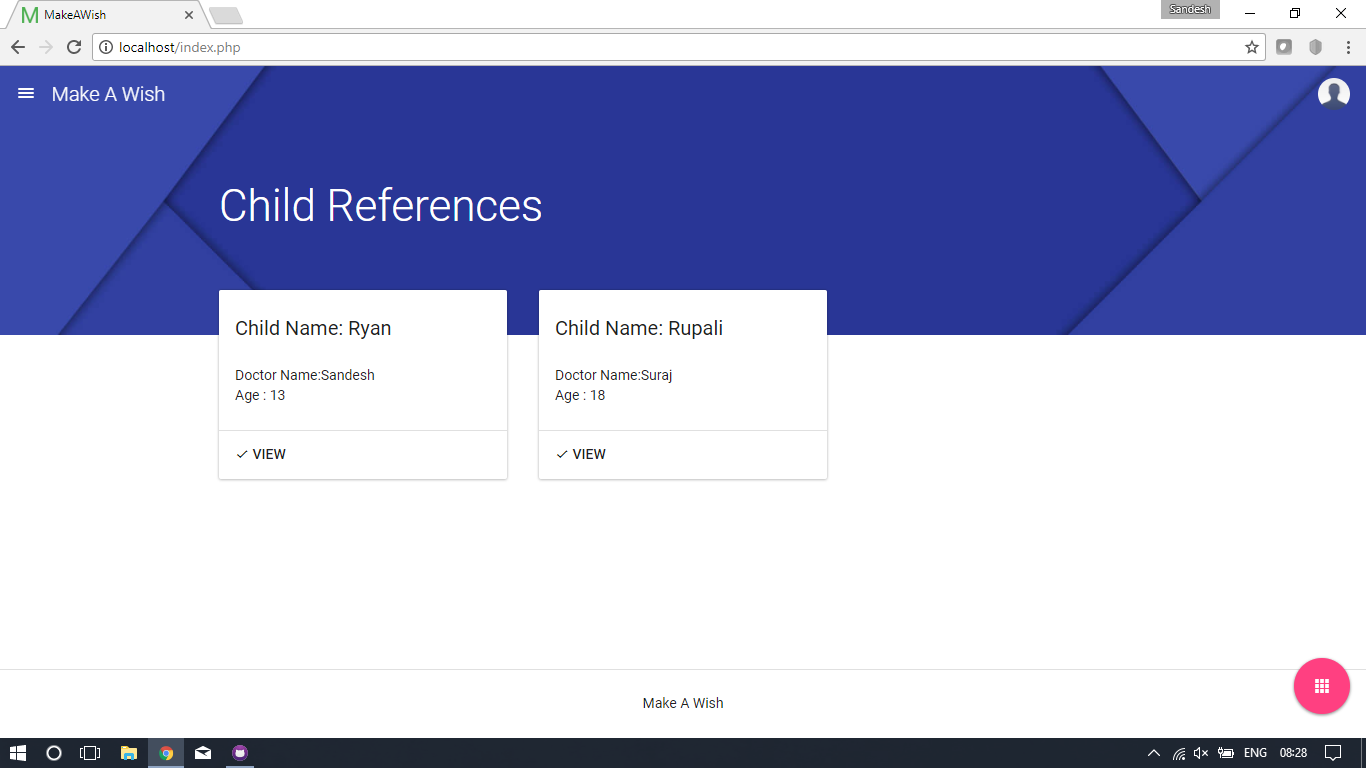 MakeAWish
Sandesh
localhost/index.php
Make A Wish
Child References
Child Name: Ryan
Doctor Name:Sandesh
Age : 13
VIEW
Child Name: Rupali
Doctor Name:Suraj
Age : 18
VIEW
Make A Wish
ENG
08:28